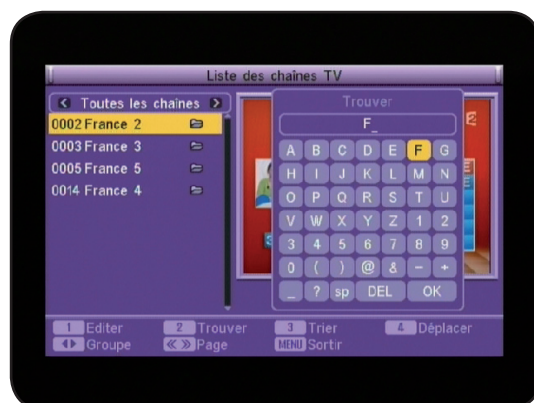 Liste des chaînes TV
Toutes les chaines
0002 France 2
0003 France 3
0005 France 5
0014 France 4
Trouver
F_
A B C D E F G
H I J K L M N
O P Q R S T U
V W X Y Z 1 2
3 4 5 6 7 8 9
0 ( ) @ & - +
_ ? sp DEL OK
1 Editer 2 Trouver 3 Trier 4 Déplacer
Groupe Page MENU Sortir